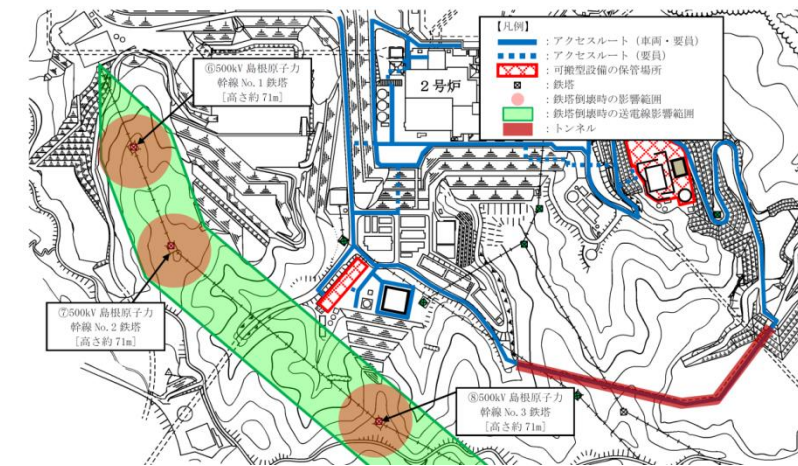 【凡例】
：アクセスルート（車両・要員）
：アクセスルート（要員）
：可搬型設備の保管場所
：鉄塔
：鉄塔倒壊時の影響範囲
：鉄塔倒壊時の送電線影響範囲
：トンネル
⑥500kV 島根原子力
幹線 No.1 鉄塔
[高さ約 71m]
２号炉
⑦500kV 島根原子力
幹線 No.2 鉄塔
[高さ約 71m]
⑧500kV 島根原子力
幹線 No.3 鉄塔
[高さ約 71m]